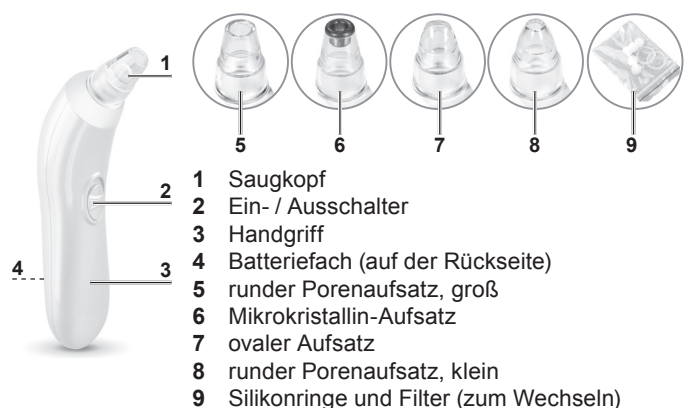 1
5 6 7 8 9
2
4
3
1 Saugkopf
2 Ein- / Ausschalter
3 Handgriff
4 Batteriefach (auf der Rückseite)
5 runder Porenaufsatz, groß
6 Mikrokristallin-Aufsatz
7 ovaler Aufsatz
8 runder Porenaufsatz, klein
9 Silikonringe und Filter (zum Wechseln)